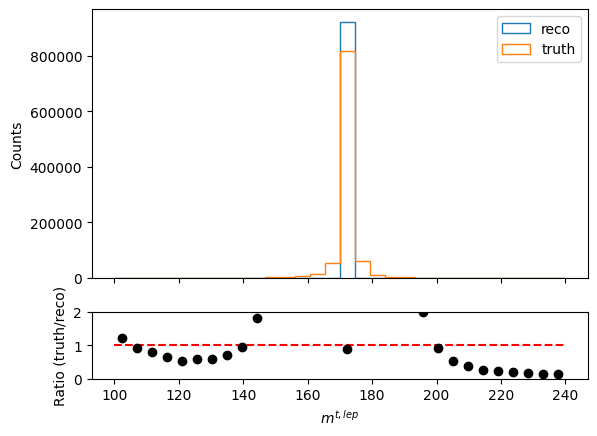 reco
truth
Counts
800000
600000
400000
200000
0
Ratio (truth/reco)
2
1
0
100 120 140 160 180 200 220 240
m^{t, lep}